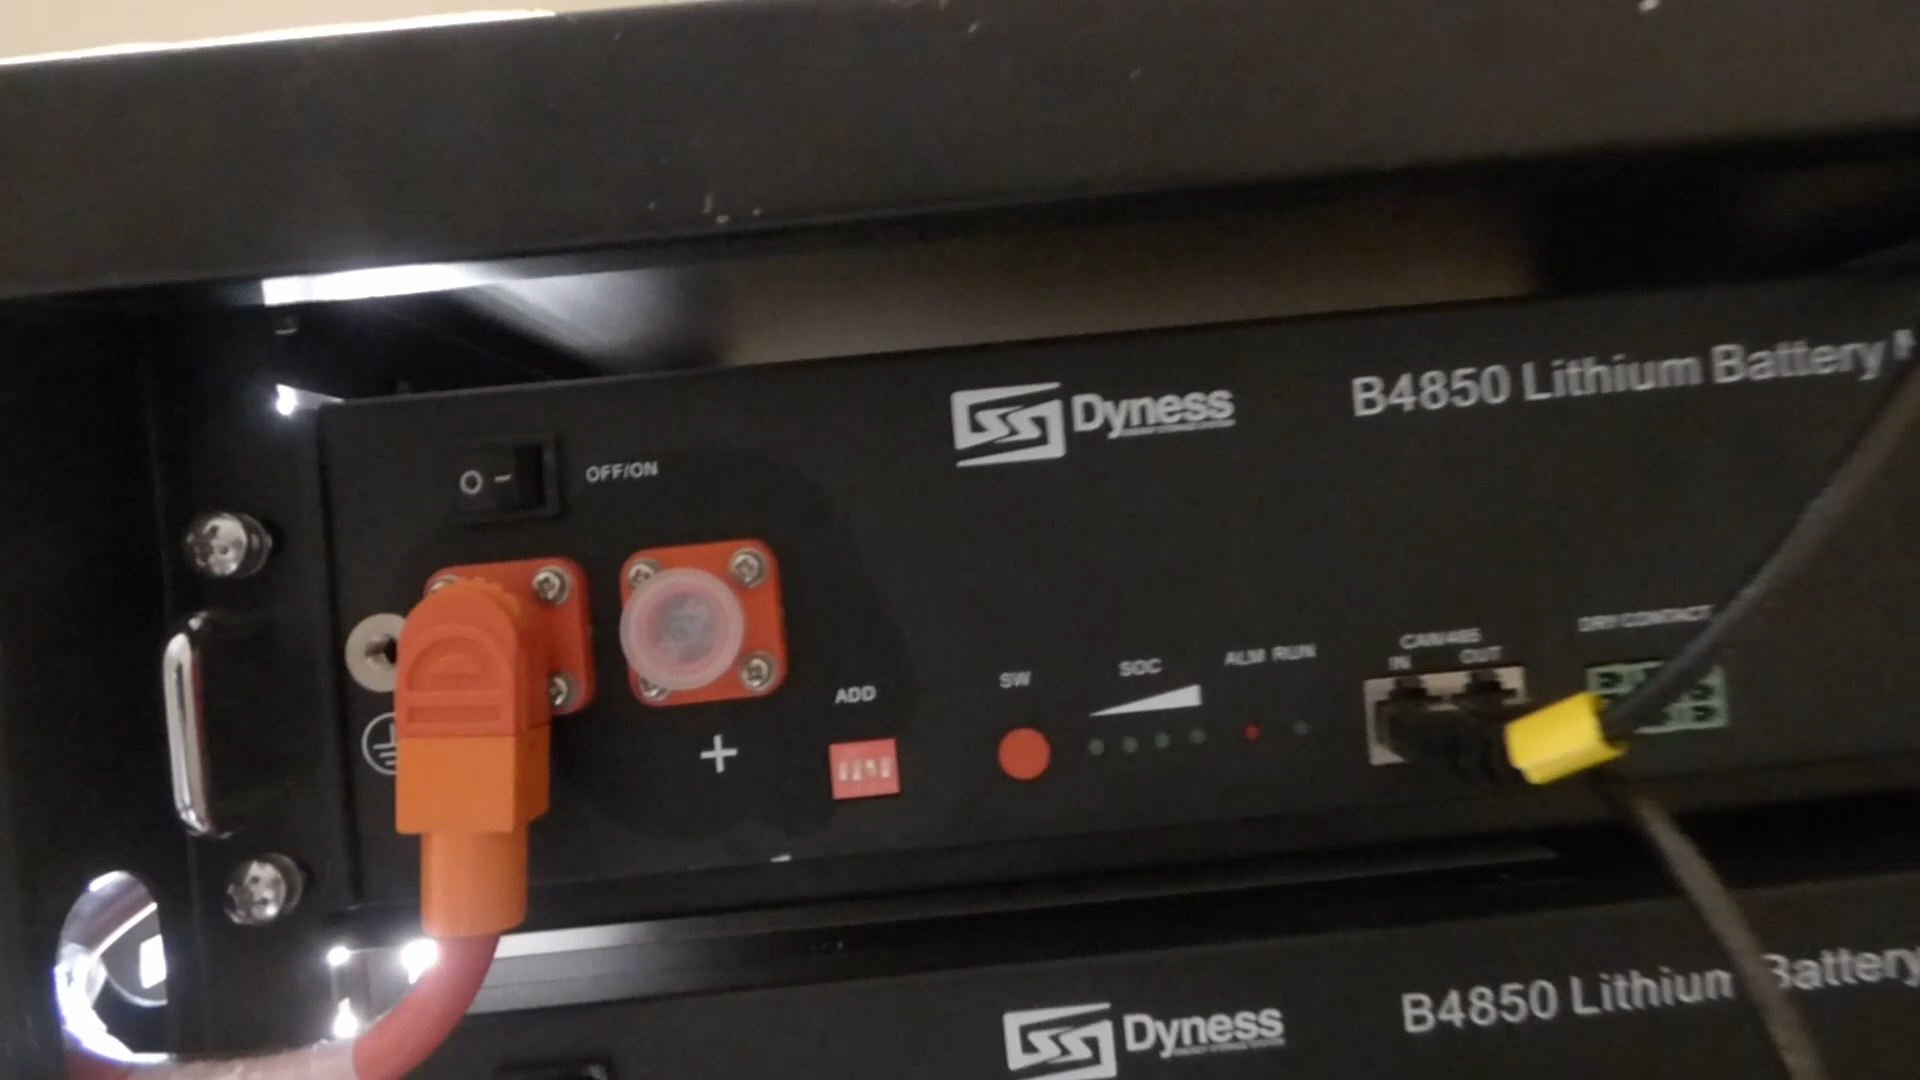 Dyness
B4850 Lithium Battery
O - OFF/ON
ADD
SW
SOC
ALM RUN
CAN/485
IN OUT
DRY CONTACT
+
Dyness
B4850 Lithium Battery